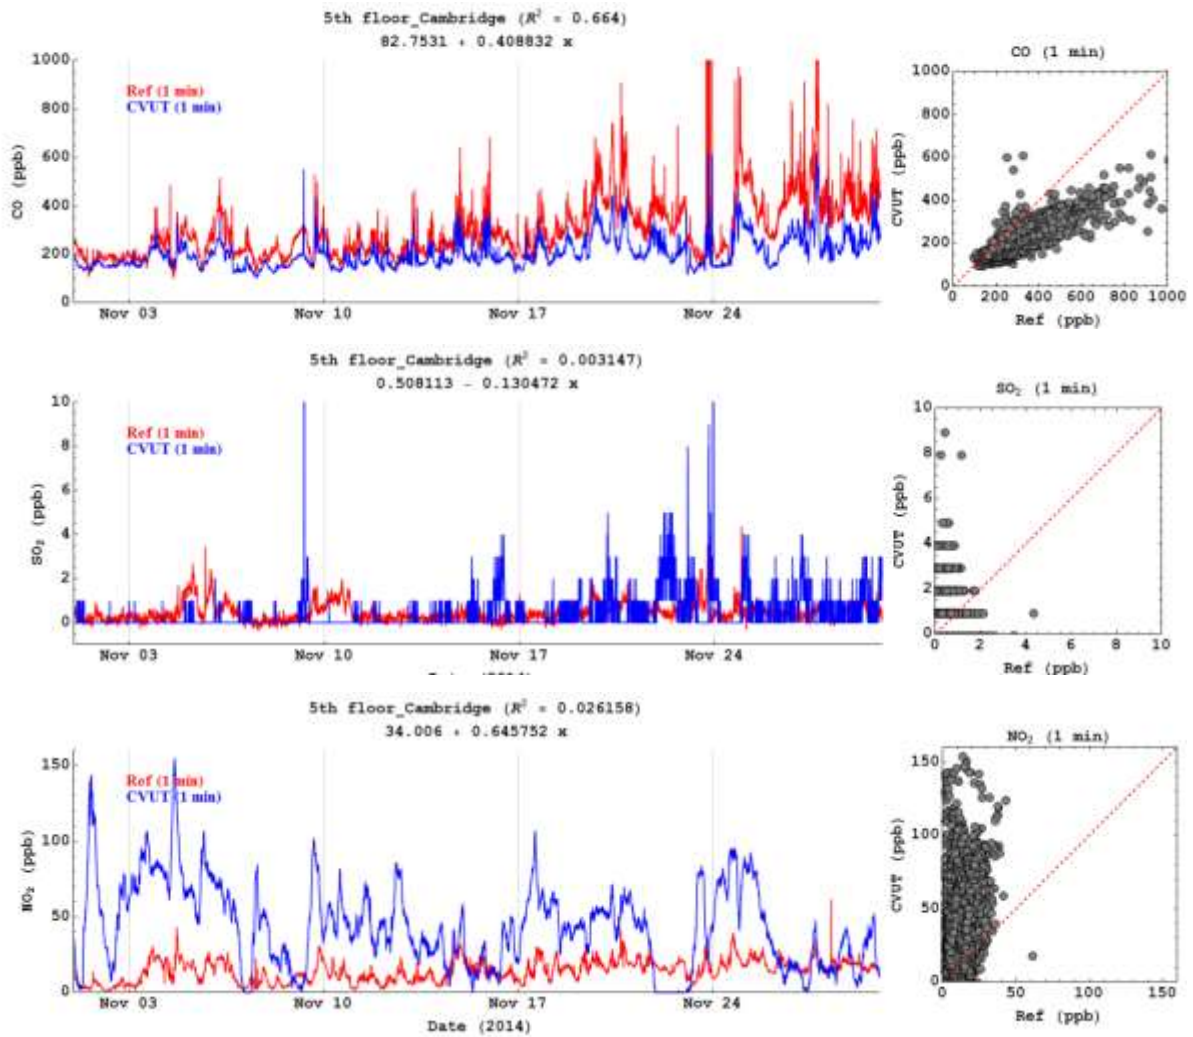 5th floor_Cambridge (R² = 0.664)
82.7531 + 0.408832 x
Ref (1 min)
CVUT (1 min)
CO (ppb)
1000
800
600
400
200
0
Nov 03
Nov 10
Nov 17
Nov 24
CO (1 min)
CVUT (ppb)
1000
800
600
400
200
0
0
200
400
600
800
1000
Ref (ppb)
5th floor_Cambridge (R² = 0.003147)
0.508113 - 0.130472 x
Ref (1 min)
CVUT (1 min)
SO₂ (ppb)
10
8
6
4
2
0
Nov 03
Nov 10
Nov 17
Nov 24
SO₂ (1 min)
CVUT (ppb)
10
8
6
4
2
0
0
2
4
6
8
10
Ref (ppb)
5th floor_Cambridge (R² = 0.026158)
34.006 + 0.645752 x
Ref (1 min)
CVUT (1 min)
NO₂ (ppb)
150
100
50
0
Nov 03
Nov 10
Nov 17
Nov 24
Date (2014)
NO₂ (1 min)
CVUT (ppb)
150
100
50
0
0
50
100
150
Ref (ppb)